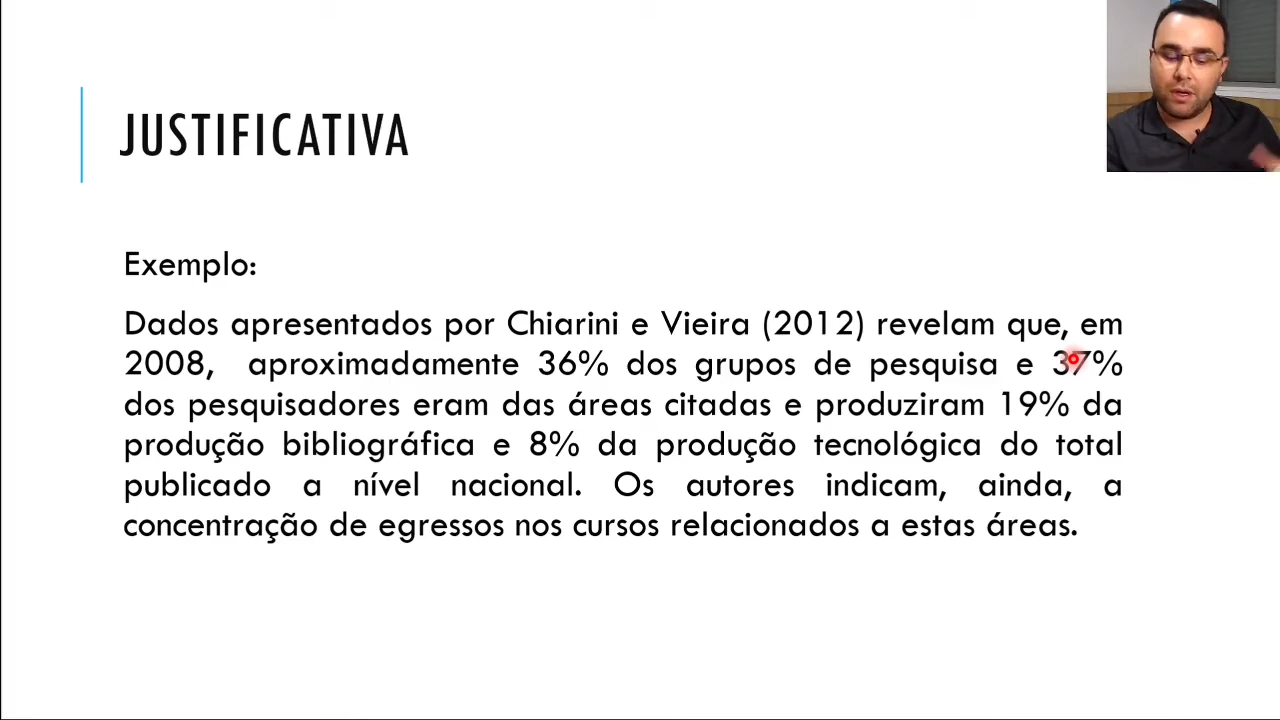 JUSTIFICATIVA
Exemplo:
Dados apresentados por Chiarini e Vieira (2012) revelam que, em
2008, aproximadamente 36% dos grupos de pesquisa e 37%
dos pesquisadores eram das áreas citadas e produziram 19% da
produção bibliográfica e 8% da produção tecnológica do total
publicado a nível nacional. Os autores indicam, ainda, a
concentração de egressos nos cursos relacionados a estas áreas.